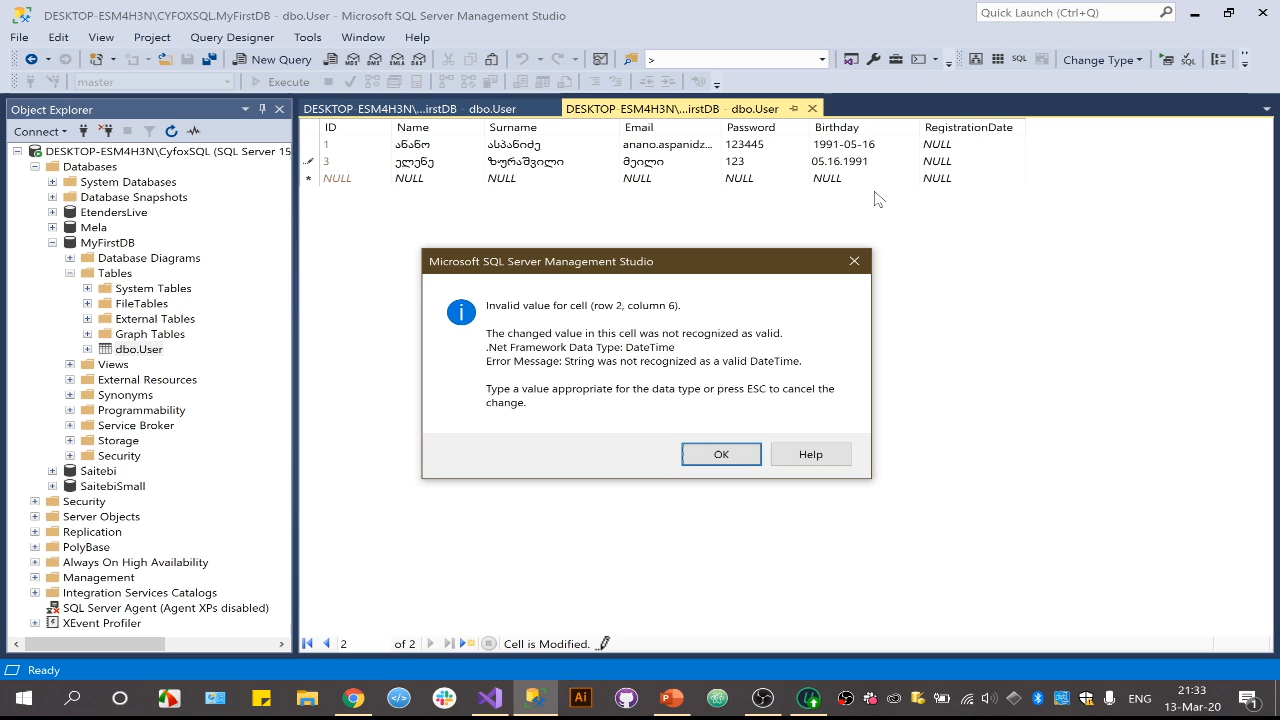 DESKTOP-ESM4H3N\CYFOXSQL.MyFirstDB - dbo.User - Microsoft SQL Server Management Studio
Quick Launch (Ctrl+Q)
File Edit View Project Query Designer Tools Window Help
New Query
>
SQL
Change Type
master
Execute
Object Explorer
DESKTOP-ESM4H3N\...irstDB - dbo.User
DESKTOP-ESM4H3N\...irstDB - dbo.User
Connect
DESKTOP-ESM4H3N\CyfoxSQL (SQL Server 15
Databases
System Databases
Database Snapshots
EtendersLive
Mela
MyFirstDB
Database Diagrams
Tables
System Tables
FileTables
External Tables
Graph Tables
dbo.User
Views
External Resources
Synonyms
Programmability
Service Broker
Storage
Security
Saitebi
SaitebiSmall
Security
Server Objects
Replication
PolyBase
Always On High Availability
Management
Integration Services Catalogs
SQL Server Agent (Agent XPs disabled)
XEvent Profiler
ID Name Surname Email Password Birthday RegistrationDate
1 ანანო ასპანიძე anano.aspanidz... 123445 1991-05-16 NULL
3 ელენე ზურაშვილი მეილი 123 05.16.1991 NULL
NULL NULL NULL NULL NULL NULL NULL
Microsoft SQL Server Management Studio
Invalid value for cell (row 2, column 6).
The changed value in this cell was not recognized as valid.
.Net Framework Data Type: DateTime
Error Message: String was not recognized as a valid DateTime.
Type a value appropriate for the data type or press ESC to cancel the
change.
OK Help
2 of 2 Cell is Modified.
Ready
Ai
ENG
21:33
13-Mar-20
1